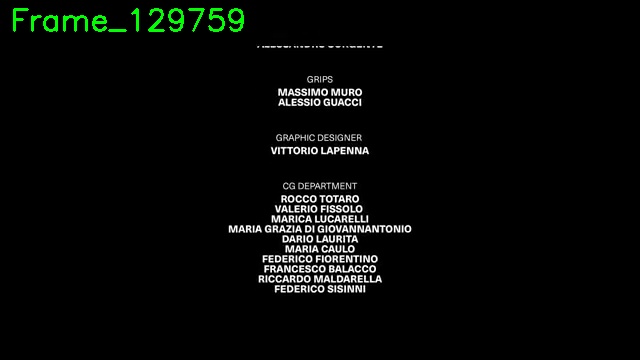 Frame_129759
GRIPS
MASSIMO MURO
ALESSIO GUACCI
GRAPHIC DESIGNER
VITTORIO LAPENNA
CG DEPARTMENT
ROCCO TOTARO
VALERIO FISSOLO
MARICA LUCARELLI
MARIA GRAZIA DI GIOVANNANTONIO
DARIO LAURITA
MARIA CAULO
FEDERICO FIORENTINO
FRANCESCO BALACCO
RICCARDO MALDARELLA
FEDERICO SISINNI